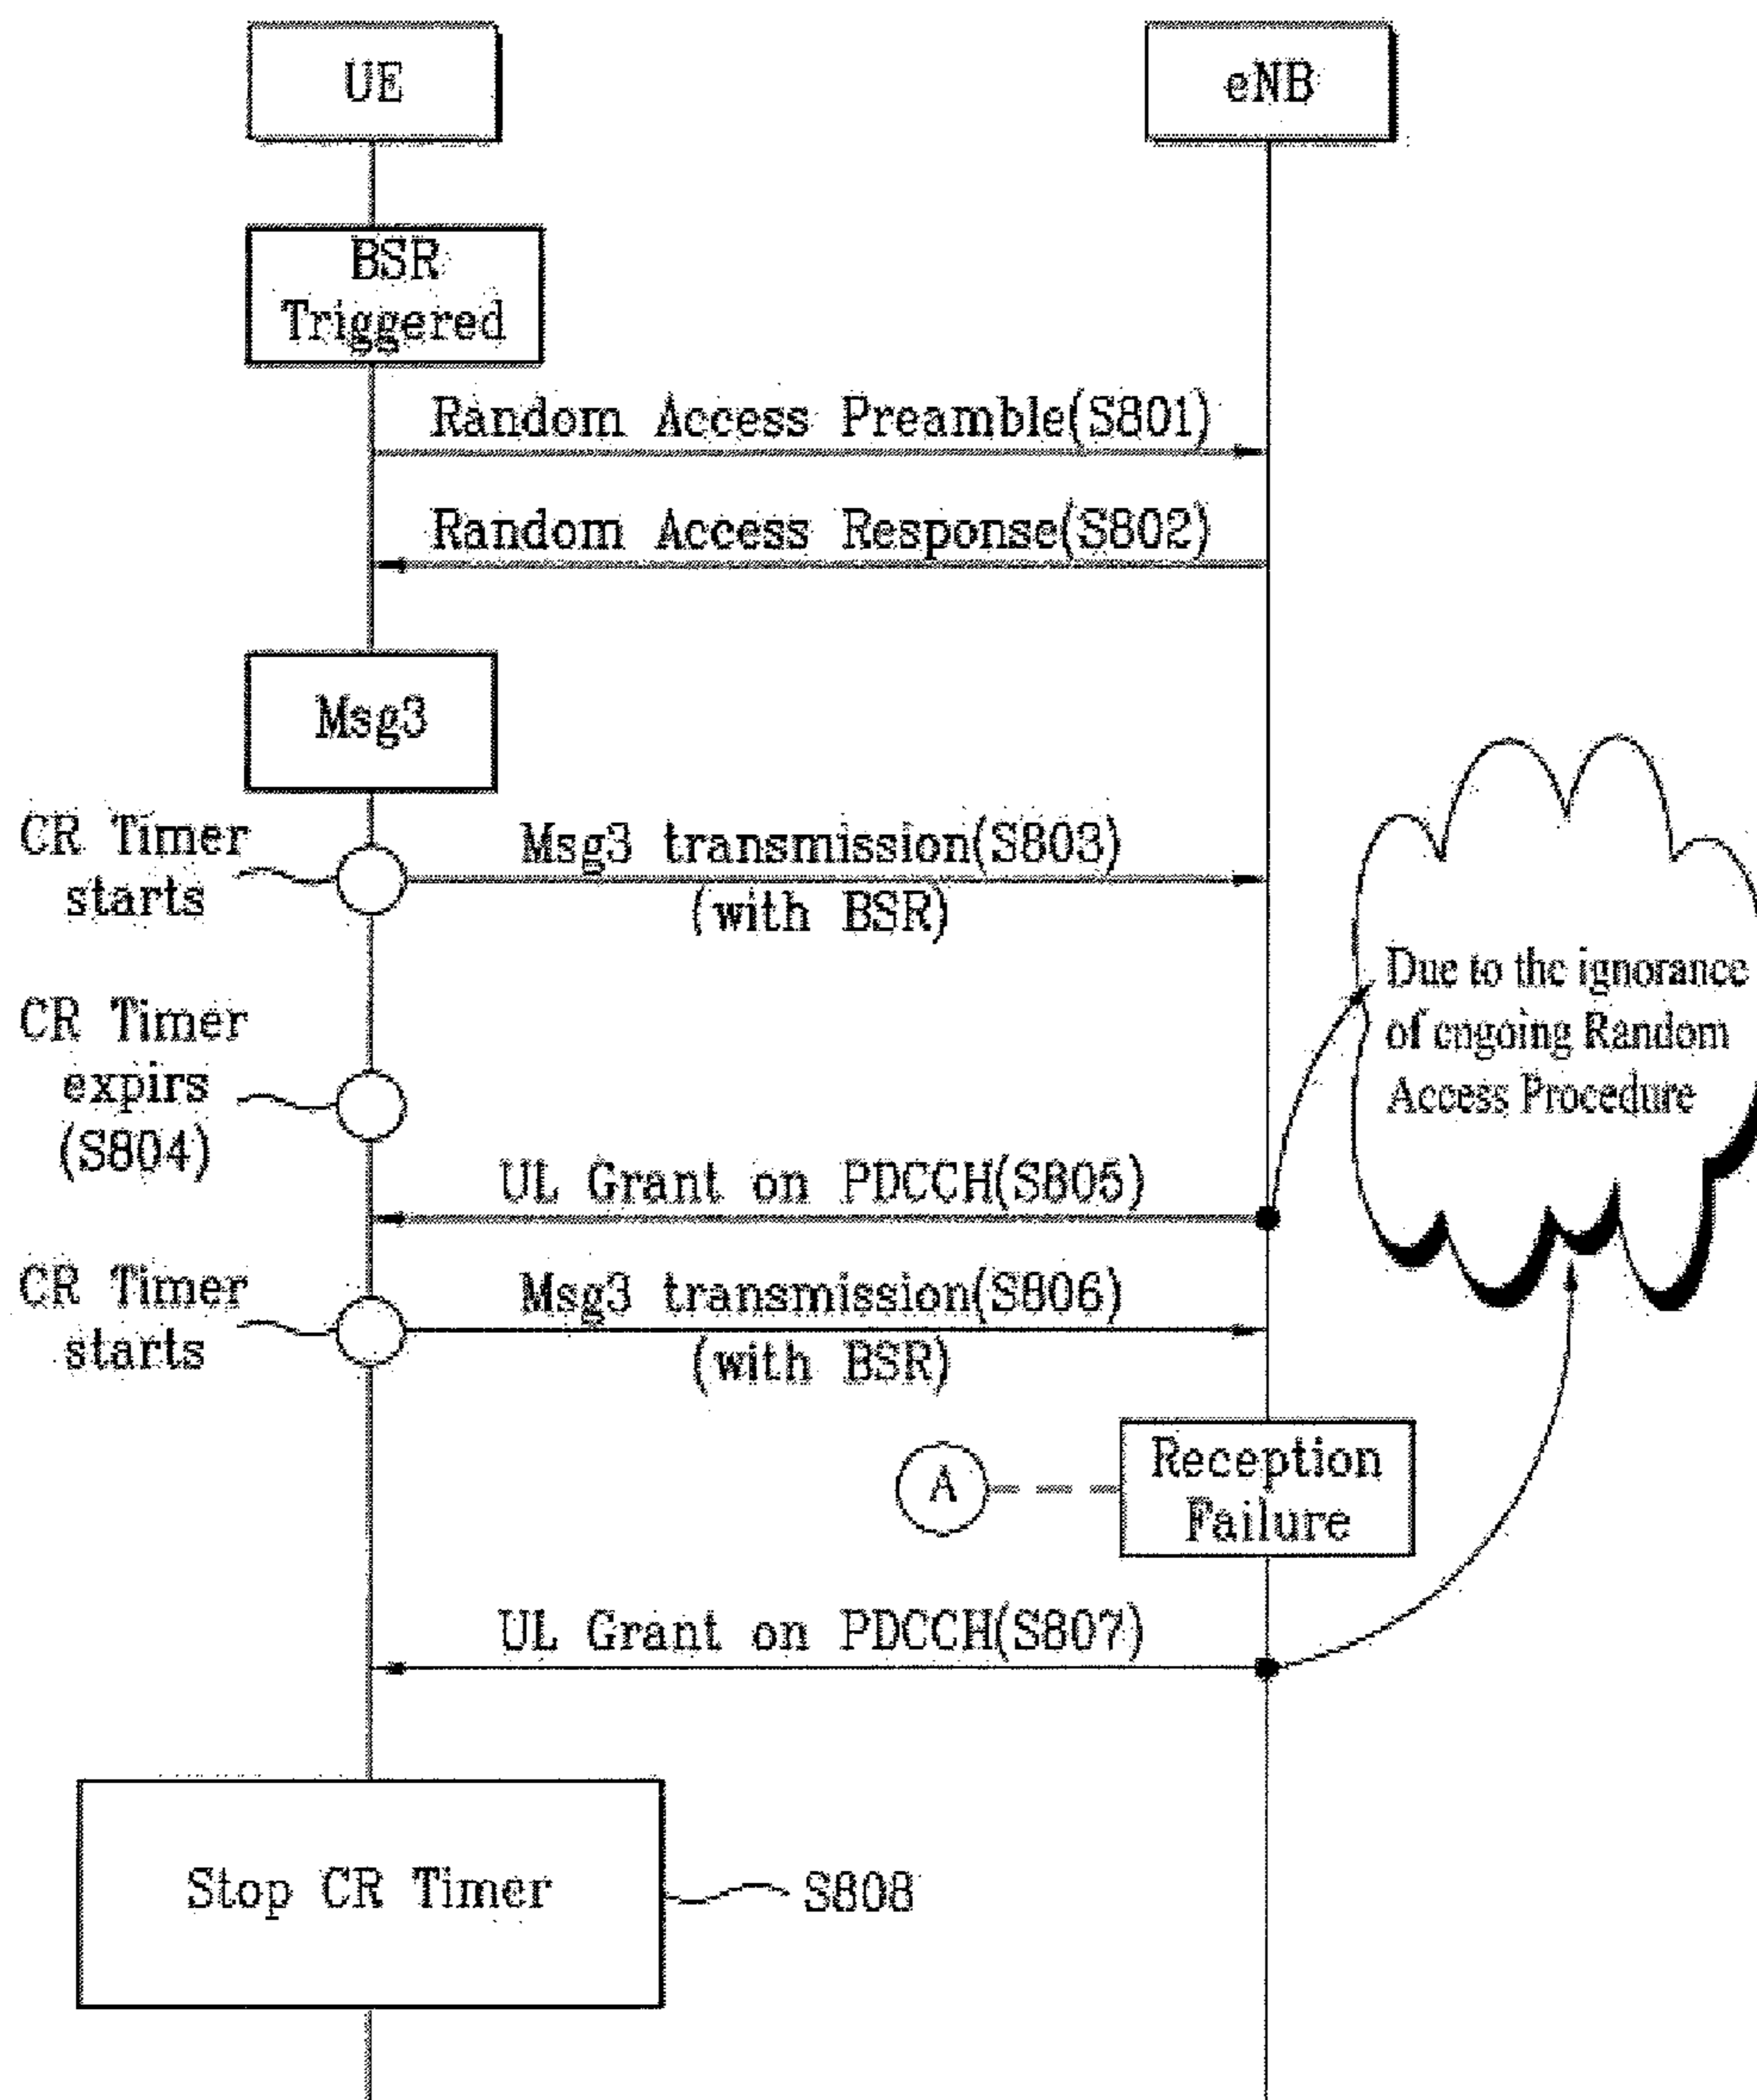 UE
eNB
BSR
Triggered
Random Access Preamble(S801)
Random Access Response(S802)
Msg3
CR Timer
starts
Msg3 transmission(S803)
(with BSR)
Due to the ignorance
of ongoing Random
Access Procedure
CR Timer
expirs
(S804)
UL Grant on PDCCH(S805)
CR Timer
starts
Msg3 transmission(S806)
(with BSR)
A
Reception
Failure
UL Grant on PDCCH(S807)
Stop CR Timer
S808